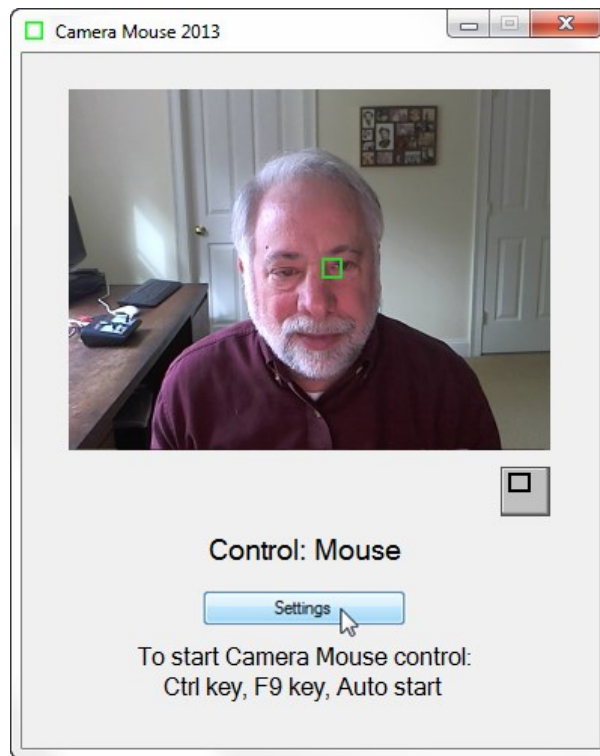 Camera Mouse 2013
Control: Mouse
Settings
To start Camera Mouse control:
Ctrl key, F9 key, Auto start